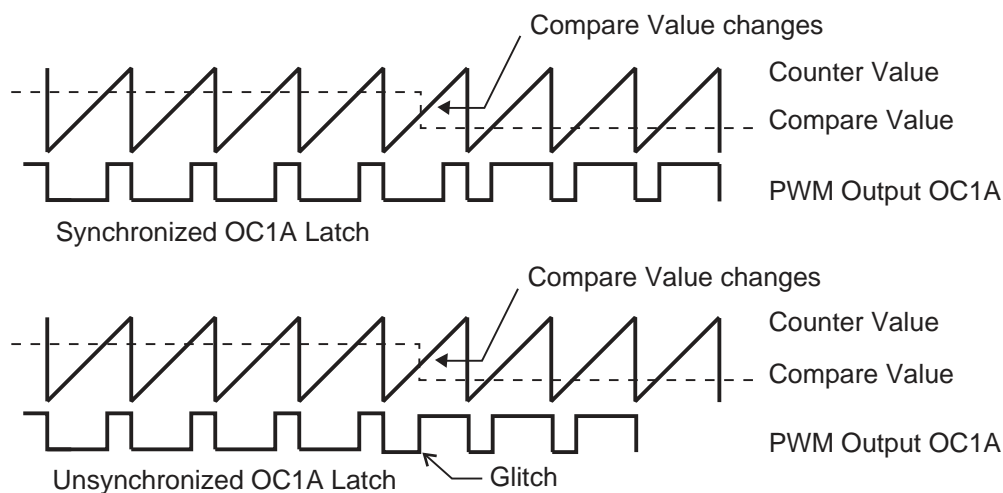 Compare Value changes
Counter Value
Compare Value
PWM Output OC1A
Synchronized OC1A Latch
Compare Value changes
Counter Value
Compare Value
PWM Output OC1A
Unsynchronized OC1A Latch
Glitch